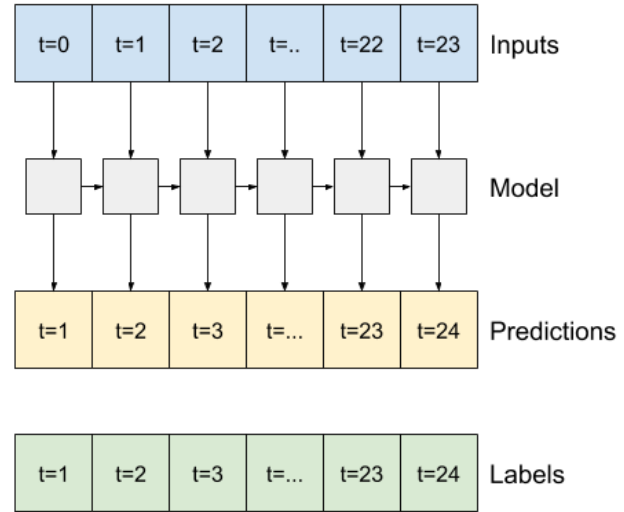 t=0 t=1 t=2 t=.. t=22 t=23 Inputs
Model
t=1 t=2 t=3 t=... t=23 t=24 Predictions
t=1 t=2 t=3 t=... t=23 t=24 Labels